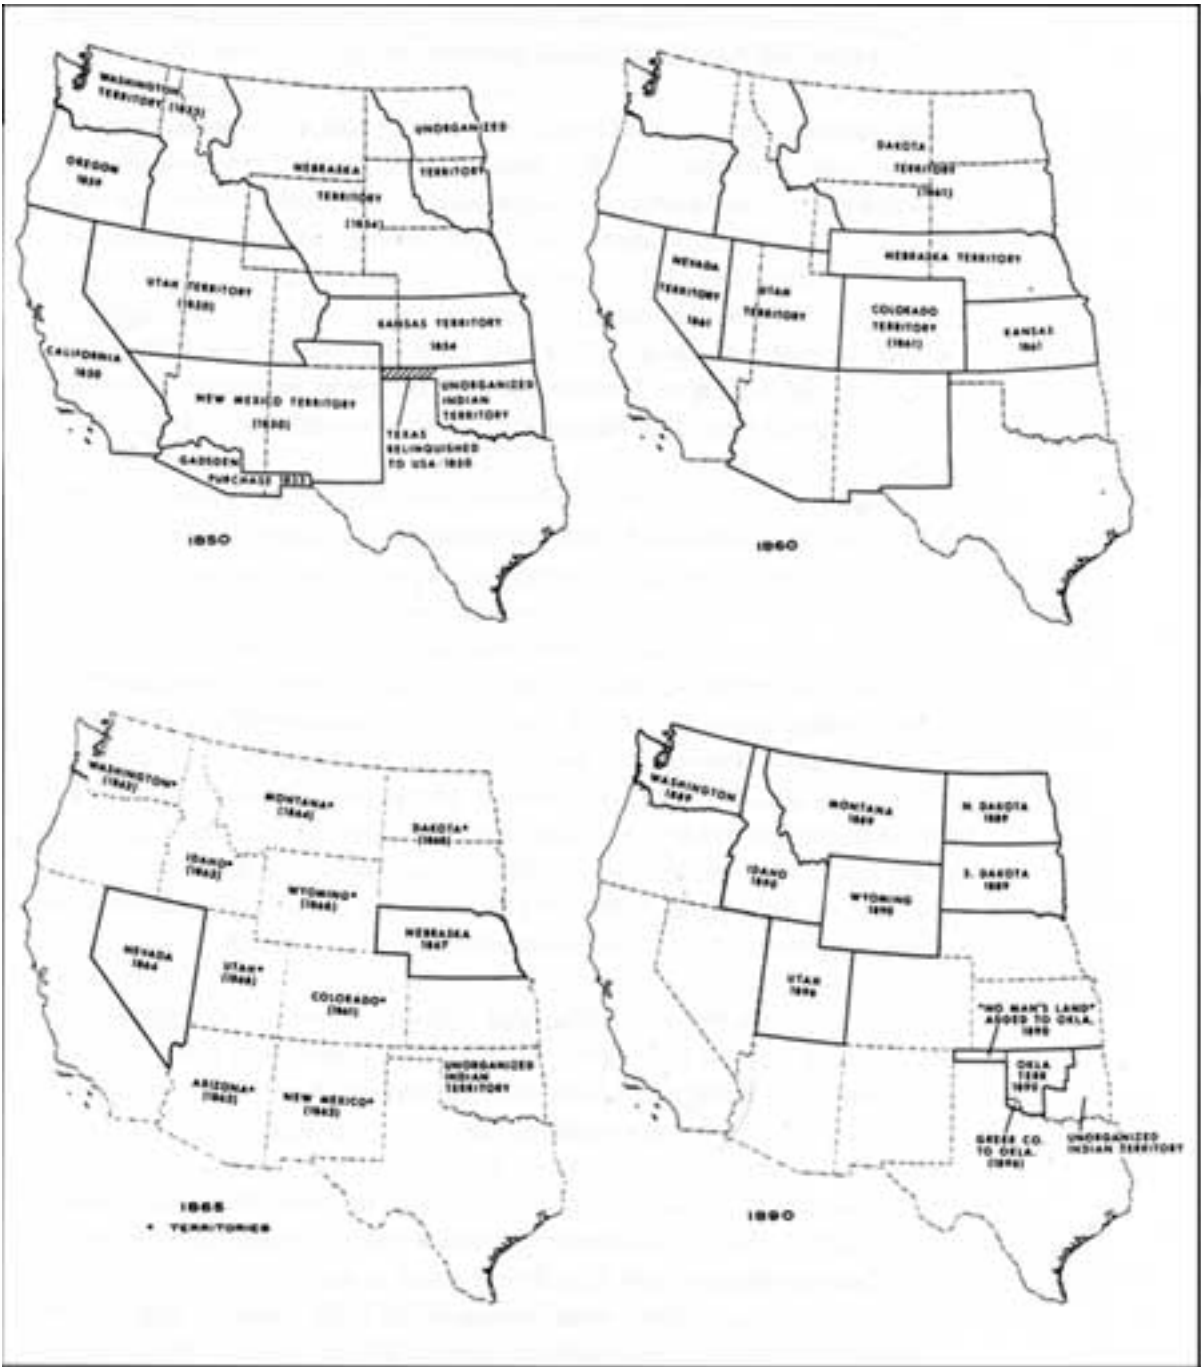 WASHINGTON
TERRITORY (1853)
OREGON
1859
NEBRASKA
TERRITORY
(1854)
UNORGANIZED
TERRITORY
UTAH TERRITORY
(1850)
CALIFORNIA
1850
KANSAS TERRITORY
1854
NEW MEXICO TERRITORY
(1850)
UNORGANIZED
INDIAN
TERRITORY
TEXAS
RELINQUISHED
TO USA 1850
GADSDEN
PURCHASE 1853
1850
DAKOTA
TERRITORY
(1861)
NEBRASKA TERRITORY
NEVADA
TERRITORY
1861
UTAH
TERRITORY
COLORADO
TERRITORY
(1861)
KANSAS
1861
1860
WASHINGTON*
MONTANA*
(1864)
DAKOTA*
IDAHO*
(1863)
WYOMING*
(1868)
NEVADA
1864
NEBRASKA
1867
UTAH*
(1868)
COLORADO*
(1861)
ARIZONA*
(1863)
NEW MEXICO*
(1863)
UNORGANIZED
INDIAN
TERRITORY
1865
* TERRITORIES
WASHINGTON
1889
MONTANA
1889
N. DAKOTA
1889
S. DAKOTA
1889
IDAHO
1890
WYOMING
1890
UTAH
1896
"NO MAN'S LAND"
ADDED TO OKLA.
1890
OKLA
TERR
1890
GREER CO.
TO OKLA.
(1896)
UNORGANIZED
INDIAN TERRITORY
1890